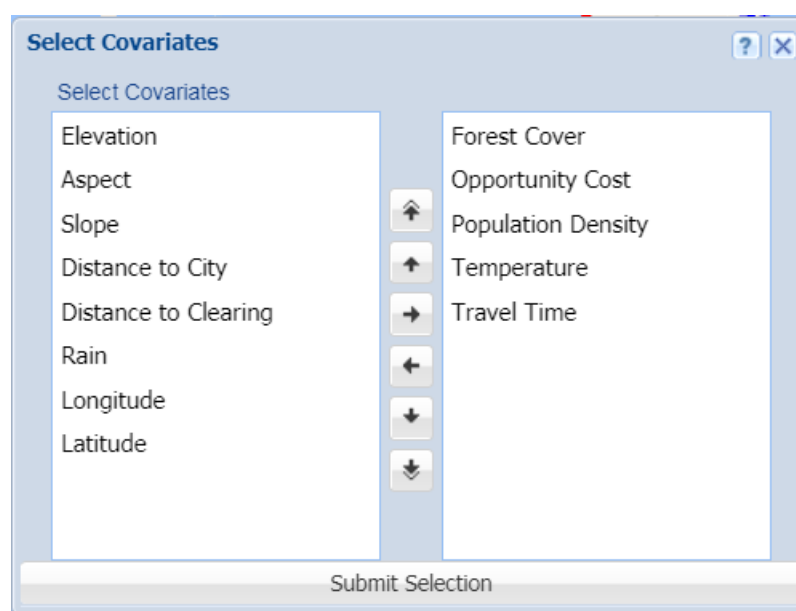 Select Covariates
Select Covariates
Elevation
Aspect
Slope
Distance to City
Distance to Clearing
Rain
Longitude
Latitude
Forest Cover
Opportunity Cost
Population Density
Temperature
Travel Time
Submit Selection